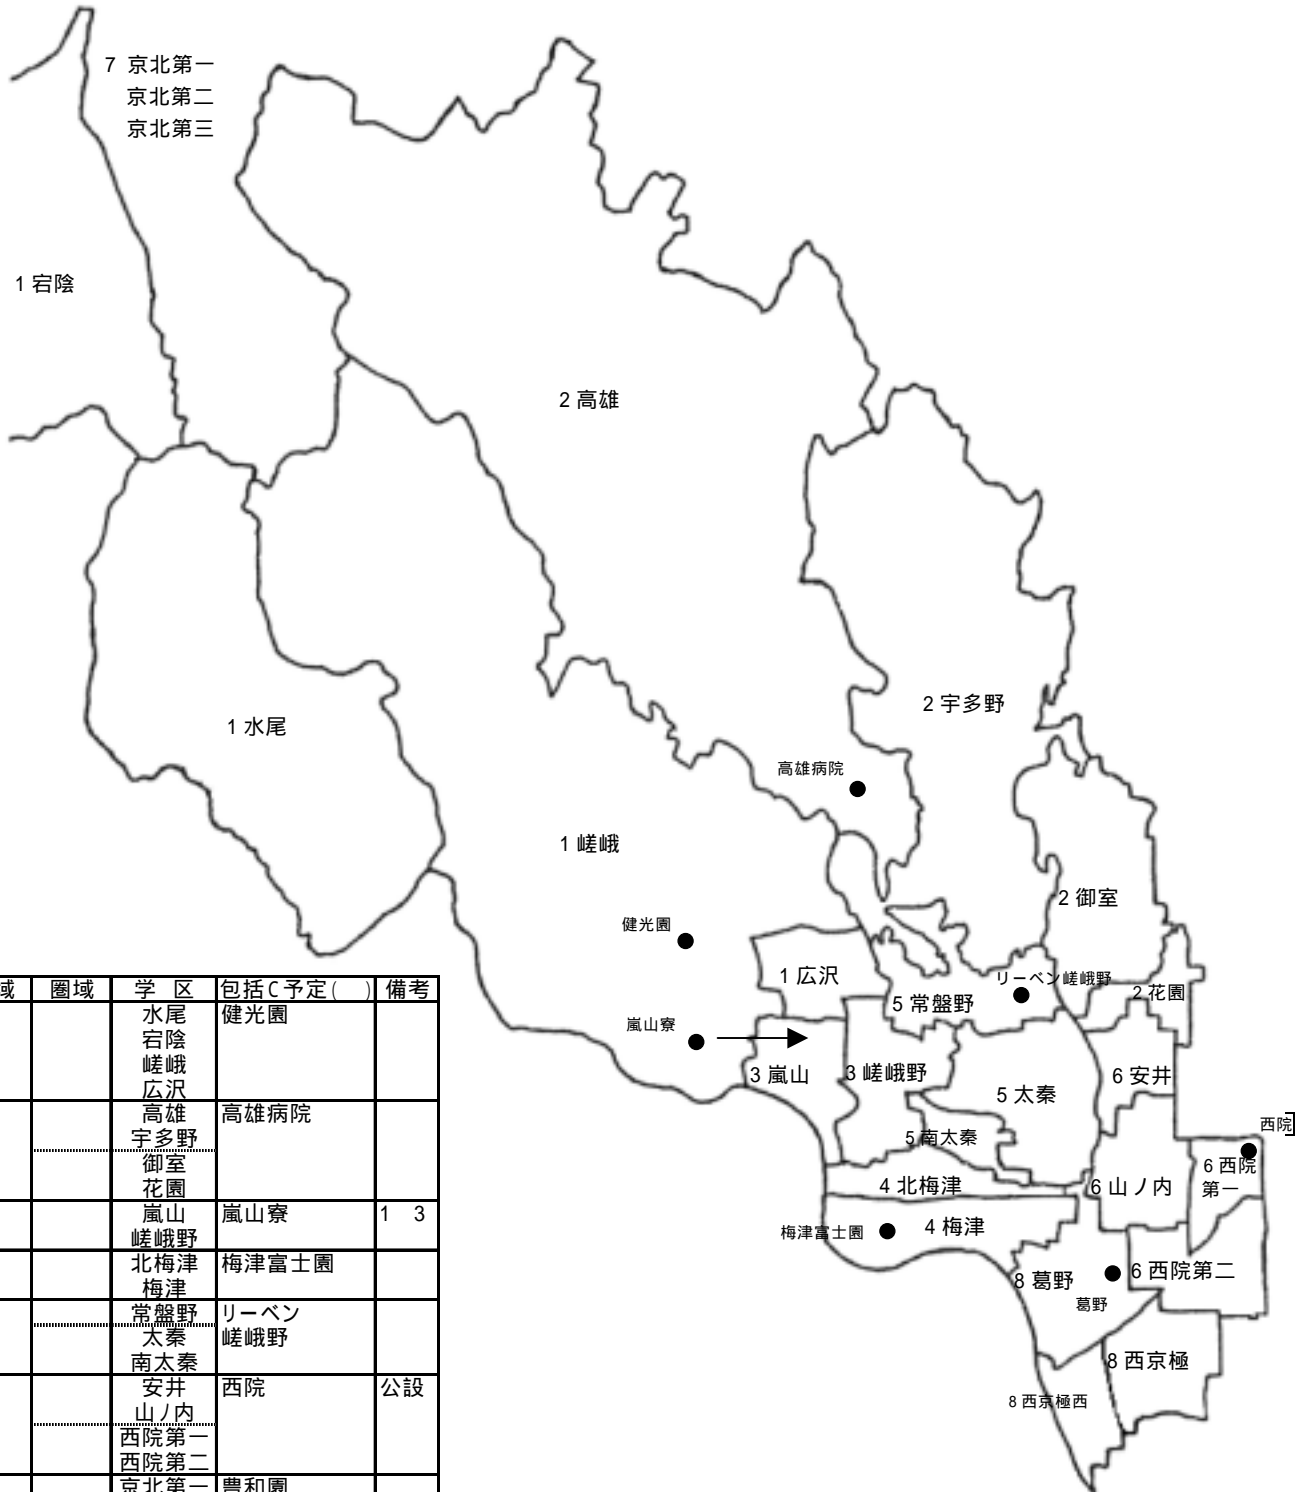 7 京北第一
京北第二
京北第三
1 宕陰
2 高雄
2 宇多野
1 水尾
高雄病院
1 嵯峨
2 御室
健光園
1 広沢
リーベン嵯峨野
2 花園
5 常盤野
嵐山寮
3 嵐山
3 嵯峨野
6 安井
5 太秦
西院
5 南太秦
6 西院
第一
4 北梅津
6 山ノ内
梅津富士園
4 梅津
8 葛野
6 西院第二
葛野
8 西京極
8 西京極西
域 圏域 学 区 包括C予定( ) 備考
水尾 健光園
宕陰
嵯峨
広沢
高雄 高雄病院
宇多野
御室
花園
嵐山 嵐山寮 1 3
嵯峨野
北梅津 梅津富士園
梅津
常盤野 リーベン
太秦 嵯峨野
南太秦
安井 西院 公設
山ノ内
西院第一
西院第二
京北第一 豊和園